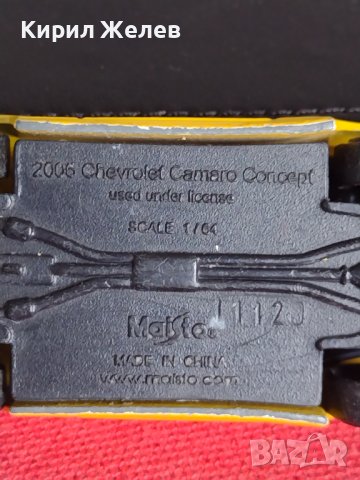 Кирил Желев
2006 Chevrolet Camaro Concept
used under license
SCALE 1/64
Maisto
1112J
MADE IN CHINA
www.maisto.com
bazar